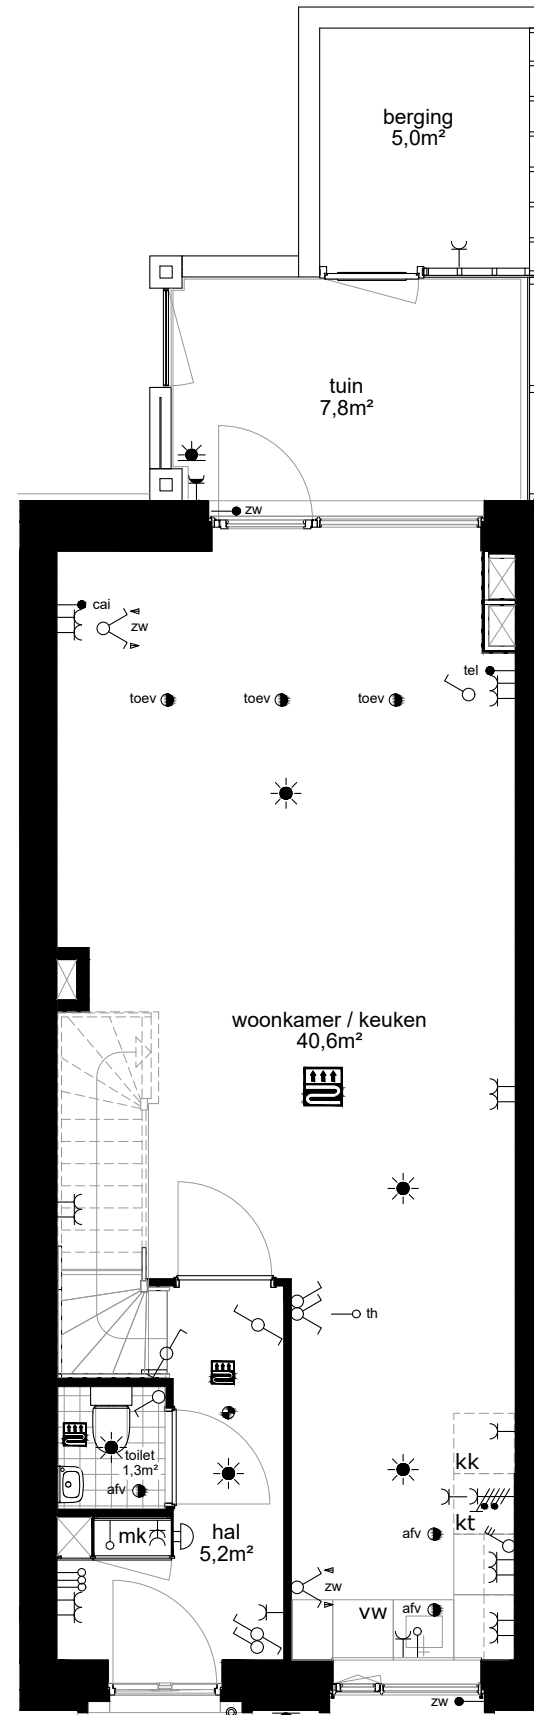 berging
5,0m²
tuin
7,8m²
zw
cai
zw
tel
toev
toev
toev
woonkamer / keuken
40,6m²
th
toilet
1,3m²
afv
kk
kt
mk
hal
5,2m²
afv
zw
vw
afv
zw